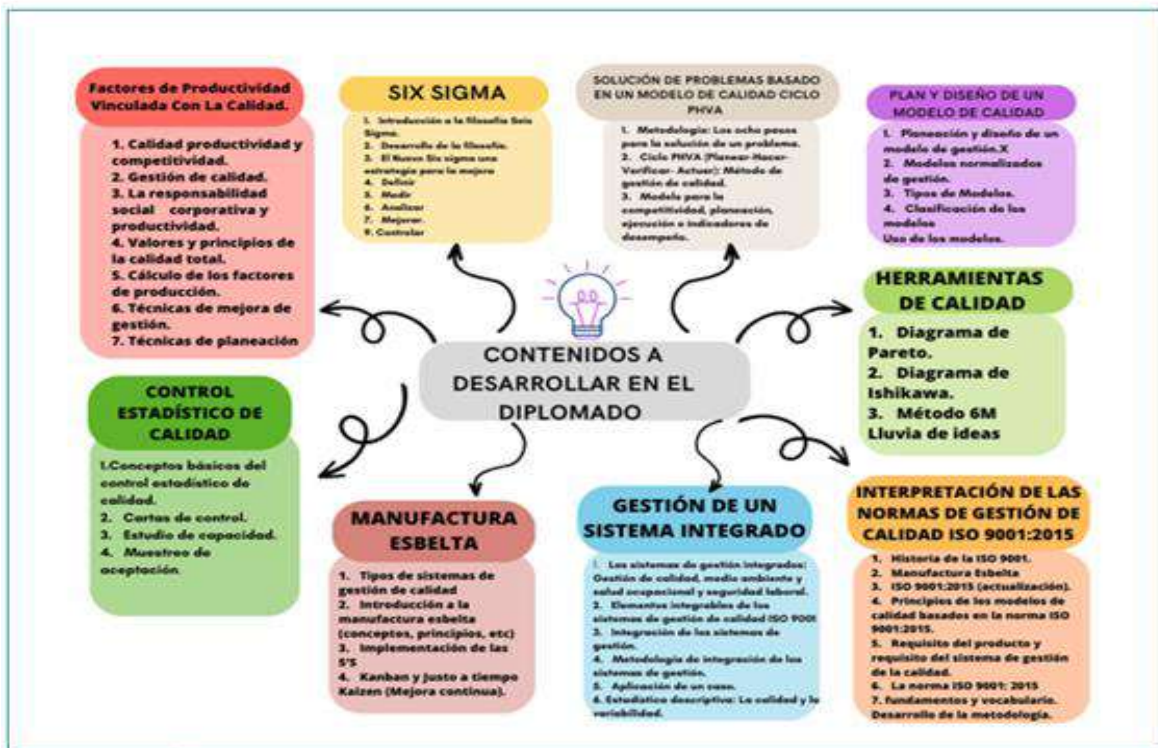 Factores de Productividad
Vinculada Con La Calidad.
1. Calidad productividad y
competitividad.
2. Gestión de calidad.
3. La responsabilidad
social corporativa y
productividad.
4. Valores y principios de
la calidad total.
5. Cálculo de los factores
de producción.
6. Técnicas de mejora de
gestión.
7. Técnicas de planeación
SIX SIGMA
1. Introducción a la filosofía Seis
Sigma.
2. Desarrollo de la filosofía.
3. El Nuevo Six sigma una
estrategia para la mejora
4. Definir
5. Medir
6. Analizar
7. Mejorar.
9. Controlar
SOLUCIÓN DE PROBLEMAS BASADO
EN UN MODELO DE CALIDAD CICLO
PHVA
1. Metodología: Los ocho pasos
para la solución de un problema.
2. Ciclo PHVA (Planear-Hacer-
Verificar- Actuar): Método de
gestión de calidad.
3. Modelo para la
competitividad, planeación,
ejecución e indicadores de
desempeño.
PLAN Y DISEÑO DE UN
MODELO DE CALIDAD
1. Planeación y diseño de un
modelo de gestión.X
2. Modelos normalizados
de gestión.
3. Tipos de Modelos.
4. Clasificación de los
modelos
Uso de los modelos.
CONTENIDOS A
DESARROLLAR EN EL
DIPLOMADO
HERRAMIENTAS
DE CALIDAD
1. Diagrama de
Pareto.
2. Diagrama de
Ishikawa.
3. Método 6M
Lluvia de ideas
CONTROL
ESTADÍSTICO DE
CALIDAD
1.Conceptos básicos del
control estadístico de
calidad.
2. Cartas de control.
3. Estudio de capacidad.
4. Muestreo de
aceptación
MANUFACTURA
ESBELTA
1. Tipos de sistemas de
gestión de calidad
2. Introducción a la
manufactura esbelta
(conceptos, principios, etc)
3. Implementación de las
5'S
4. Kanban y Justo a tiempo
Kaizen (Mejora continua).
GESTIÓN DE UN
SISTEMA INTEGRADO
1. Los sistemas de gestión integrados:
Gestión de calidad, medio ambiente y
salud ocupacional y seguridad laboral.
2. Elementos integrables de los
sistemas de gestión de calidad ISO 9001
3. Integración de los sistemas de
gestión.
4. Metodología de integración de los
sistemas de gestión.
5. Aplicación de un caso.
6. Estadística descriptiva: La calidad y la
variabilidad.
INTERPRETACIÓN DE LAS
NORMAS DE GESTIÓN DE
CALIDAD ISO 9001:2015
1. Historia de la ISO 9001.
2. Manufactura Esbelta
3. ISO 9001:2015 (actualización).
4. Principios de los modelos de
calidad basados en la norma ISO
9001:2015.
5. Requisito del producto y
requisito del sistema de gestión
de la calidad.
6. La norma ISO 9001: 2015
7. fundamentos y vocabulario.
Desarrollo de la metodología.